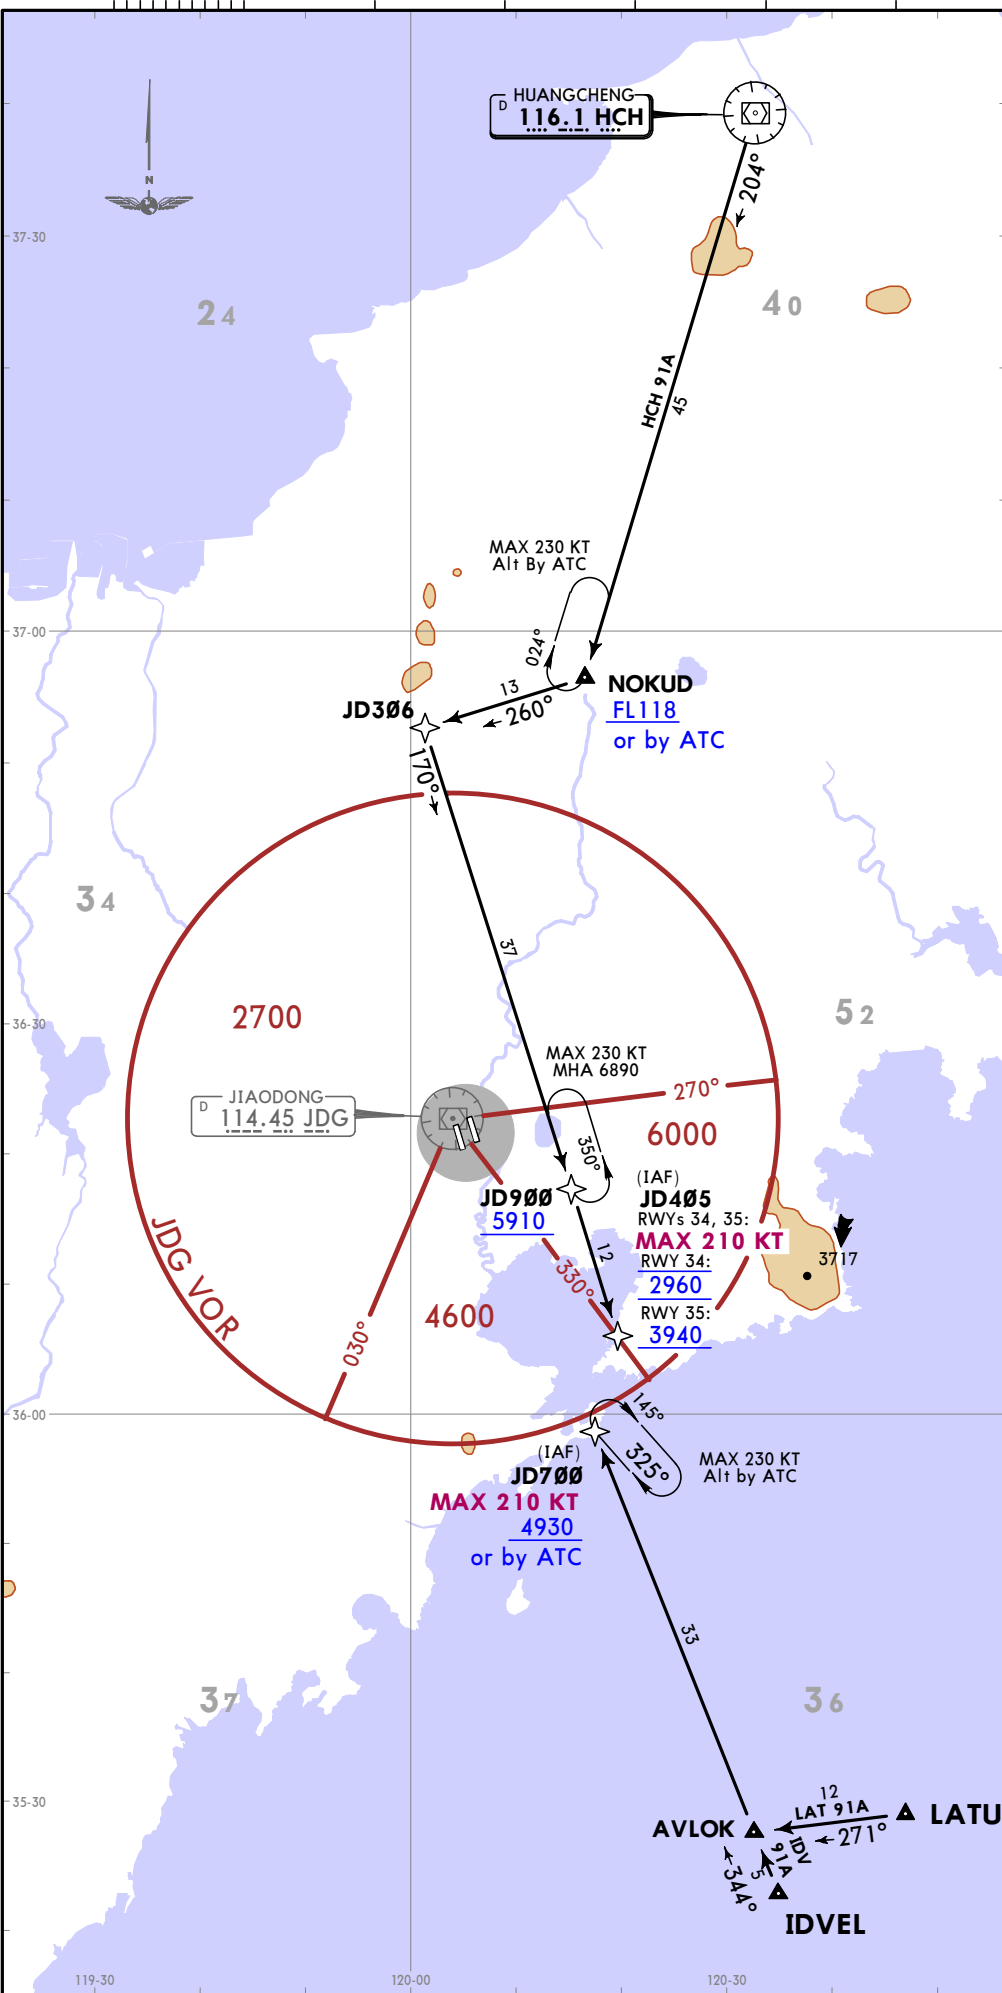 HUANGCHENG
D 116.1 HCH
N
204°
37-30
24
40
HCH 91A
45
MAX 230 KT
Alt By ATC
37-00
024°
NOKUD
FL118
or by ATC
13
260°
JD3Ø6
170°
34
37
52
2700
36-30
MAX 230 KT
MHA 6890
270°
JIAODONG
D 114.45 JDG
6000
350°
(IAF)
JD4Ø5
RWYs 34, 35:
MAX 210 KT
RWY 34:
2960
RWY 35:
3940
JD9ØØ
5910
12
330°
3717
JDG VOR
4600
030°
36-00
145°
325°
MAX 230 KT
Alt by ATC
(IAF)
JD7ØØ
MAX 210 KT
4930
or by ATC
33
37
36
35-30
12
LAT 91A
271°
LATU
AVLOK
IDV
91A
5
344°
IDVEL
119-30
120-00
120-30